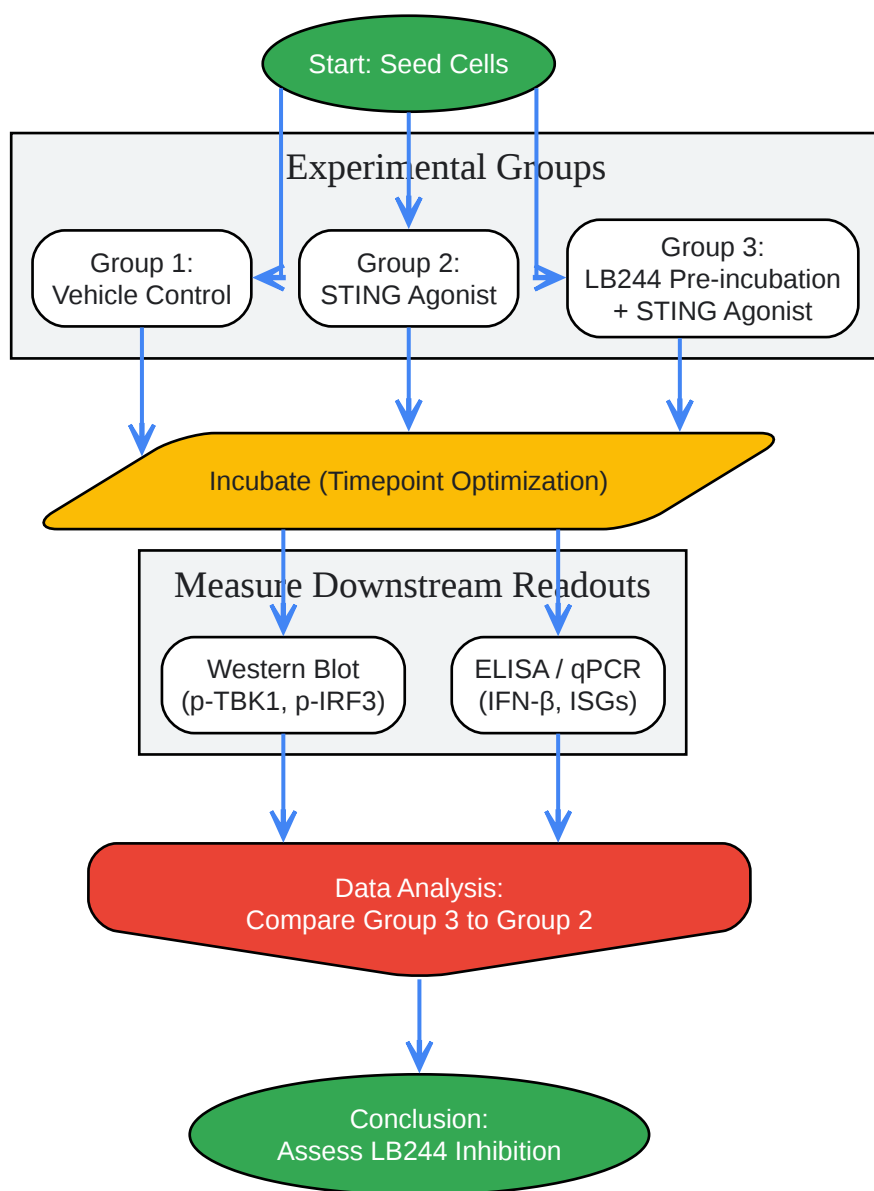 Start: Seed Cells
Experimental Groups
Group 1:
Vehicle Control
Group 2:
STING Agonist
Group 3:
LB244 Pre-incubation
+ STING Agonist
Incubate (Timepoint Optimization)
Measure Downstream Readouts
Western Blot
(p-TBK1, p-IRF3)
ELISA / qPCR
(IFN-β, ISGs)
Data Analysis:
Compare Group 3 to Group 2
Conclusion:
Assess LB244 Inhibition